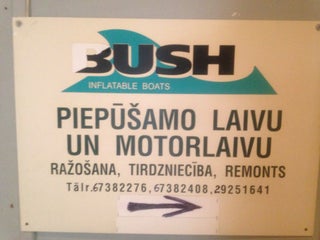 BUSH
INFLATABLE BOATS
PIEPŪŠAMO LAIVU
UN MOTORLAIVU
RAŽOŠANA, TIRDZNIECĪBA, REMONTS
Tālr.67382276, 67382408, 29251641